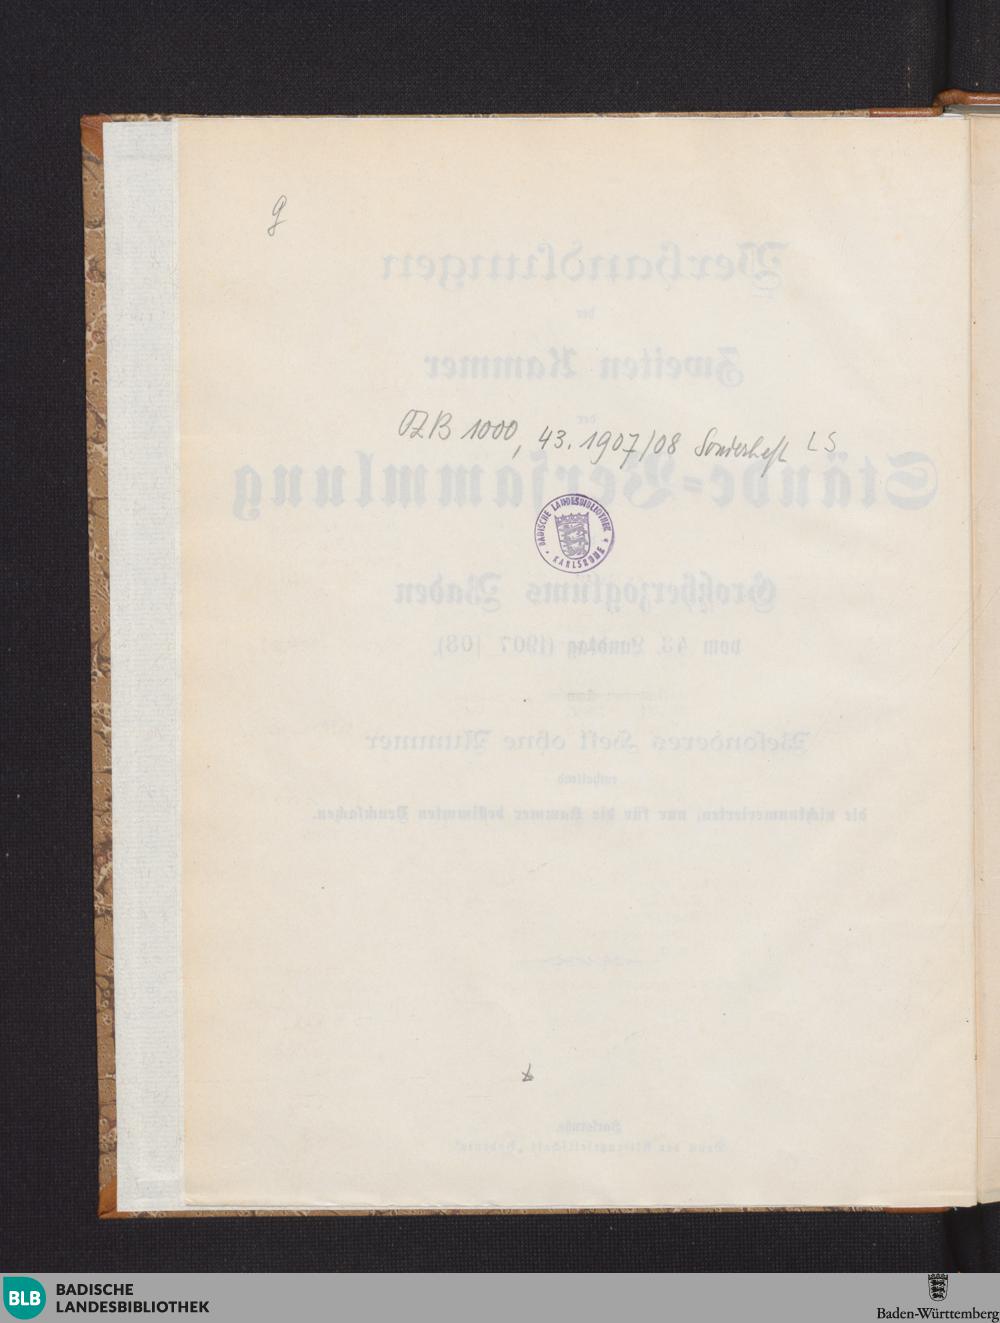 g
OZB 1000, 43.1907/08 Sonderheft LS
BADISCHE LANDESBIBLIOTHEK
* KARLSRUHE *
Verhandlungen
der
Zweiten Kammer
der
Stände=Versammlung
Großherzogtums Baden
vom 43. Landtag (1907/08).
Besonderes Heft ohne Nummer
enthaltend
die nichtnumerierten, nur für die Kammer bestimmten Drucksachen.
Karlsruhe.
BLB BADISCHE
LANDESBIBLIOTHEK
Baden-Württemberg